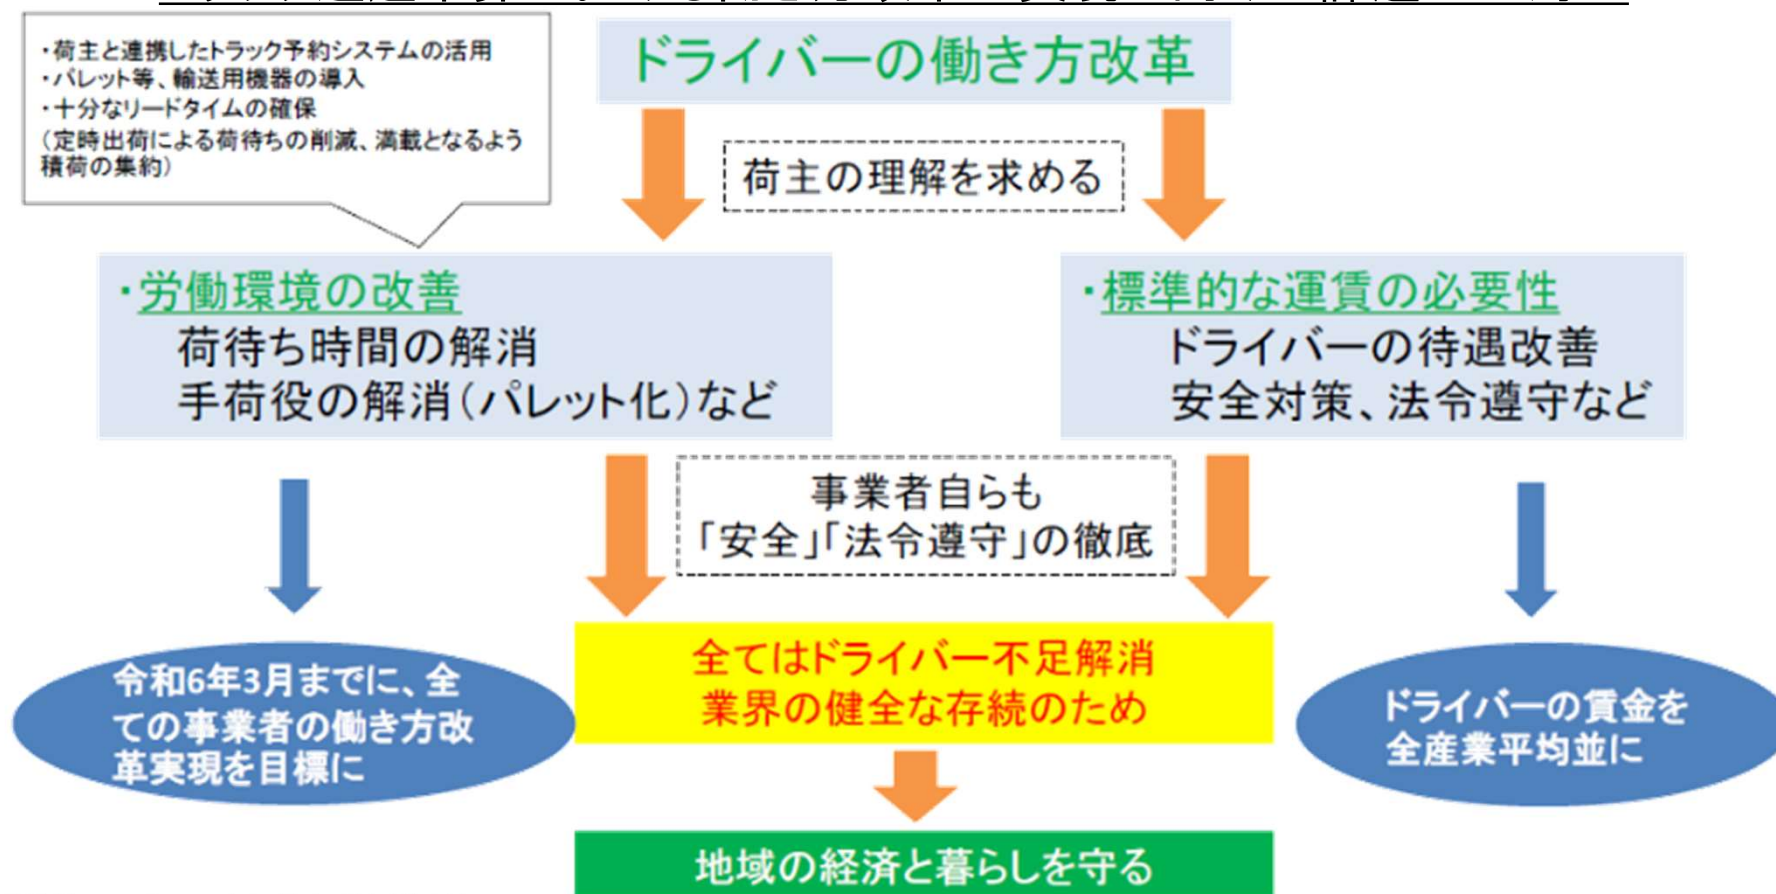 ・荷主と連携したトラック予約システムの活用
・パレット等、輸送用機器の導入
・十分なリードタイムの確保
(定時出荷による荷待ちの削減、満載となるよう
積荷の集約)
ドライバーの働き方改革
荷主の理解を求める
・労働環境の改善
荷待ち時間の解消
手荷役の解消(パレット化)など
・標準的な運賃の必要性
ドライバーの待遇改善
安全対策、法令遵守など
事業者自らも
「安全」「法令遵守」の徹底
令和6年3月までに、全
ての事業者の働き方改
革実現を目標に
全てはドライバー不足解消
業界の健全な存続のため
ドライバーの賃金を
全産業平均並に
地域の経済と暮らしを守る